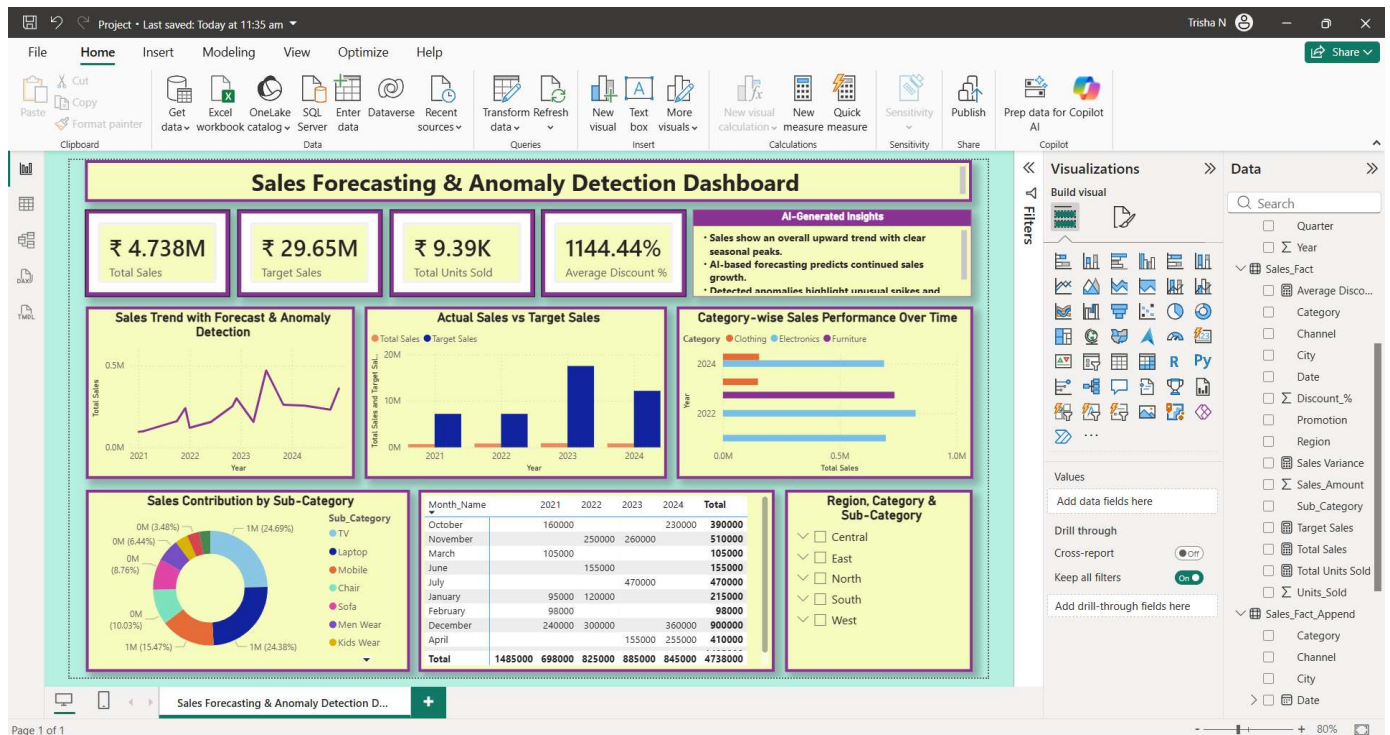 Project • Last saved: Today at 11:35 am
Trisha N
File Home Insert Modeling View Optimize Help
Share
Paste
Cut
Copy
Format painter
Clipboard
Get data
Excel workbook
OneLake catalog
SQL Server
Enter data
Dataverse
Recent sources
Data
Transform data
Refresh
Queries
New visual
Text box
More visuals
Insert
New visual calculation
New measure
Quick measure
Calculations
Sensitivity
Sensitivity
Publish
Share
Prep data for AI
Copilot
Copilot
Sales Forecasting & Anomaly Detection Dashboard
₹ 4.738M
Total Sales
₹ 29.65M
Target Sales
₹ 9.39K
Total Units Sold
1144.44%
Average Discount %
AI-Generated Insights
• Sales show an overall upward trend with clear
seasonal peaks.
• AI-based forecasting predicts continued sales
growth.
• Detected anomalies highlight unusual spikes and
Sales Trend with Forecast & Anomaly
Detection
Total Sales
0.5M
0.0M
2021 2022 2023 2024
Year
Actual Sales vs Target Sales
Total Sales Target Sales
Total Sales and Target Sal...
20M
10M
0M
2021 2022 2023 2024
Year
Category-wise Sales Performance Over Time
Category Clothing Electronics Furniture
Year
2024
2022
0.0M 0.5M 1.0M
Total Sales
Sales Contribution by Sub-Category
0M (3.48%)
0M (6.44%)
0M
(8.76%)
0M
(10.03%)
1M (15.47%)
1M (24.38%)
1M (24.69%)
Sub_Category
TV
Laptop
Mobile
Chair
Sofa
Men Wear
Kids Wear
Month_Name 2021 2022 2023 2024 Total
October 160000 230000 390000
November 250000 260000 510000
March 105000 105000
June 155000 155000
July 470000 470000
January 95000 120000 215000
February 98000 98000
December 240000 300000 360000 900000
April 155000 255000 410000
Total 1485000 698000 825000 885000 845000 4738000
Region, Category &
Sub-Category
Central
East
North
South
West
Filters
Visualizations
Build visual
R Py
Values
Add data fields here
Drill through
Cross-report
Off
Keep all filters
On
Add drill-through fields here
Data
Search
Quarter
Year
Sales_Fact
Average Disco...
Category
Channel
City
Date
Discount_%
Promotion
Region
Sales Variance
Sales_Amount
Sub_Category
Target Sales
Total Sales
Total Units Sold
Units_Sold
Sales_Fact_Append
Category
Channel
City
Date
Sales Forecasting & Anomaly Detection D...
Page 1 of 1
80%